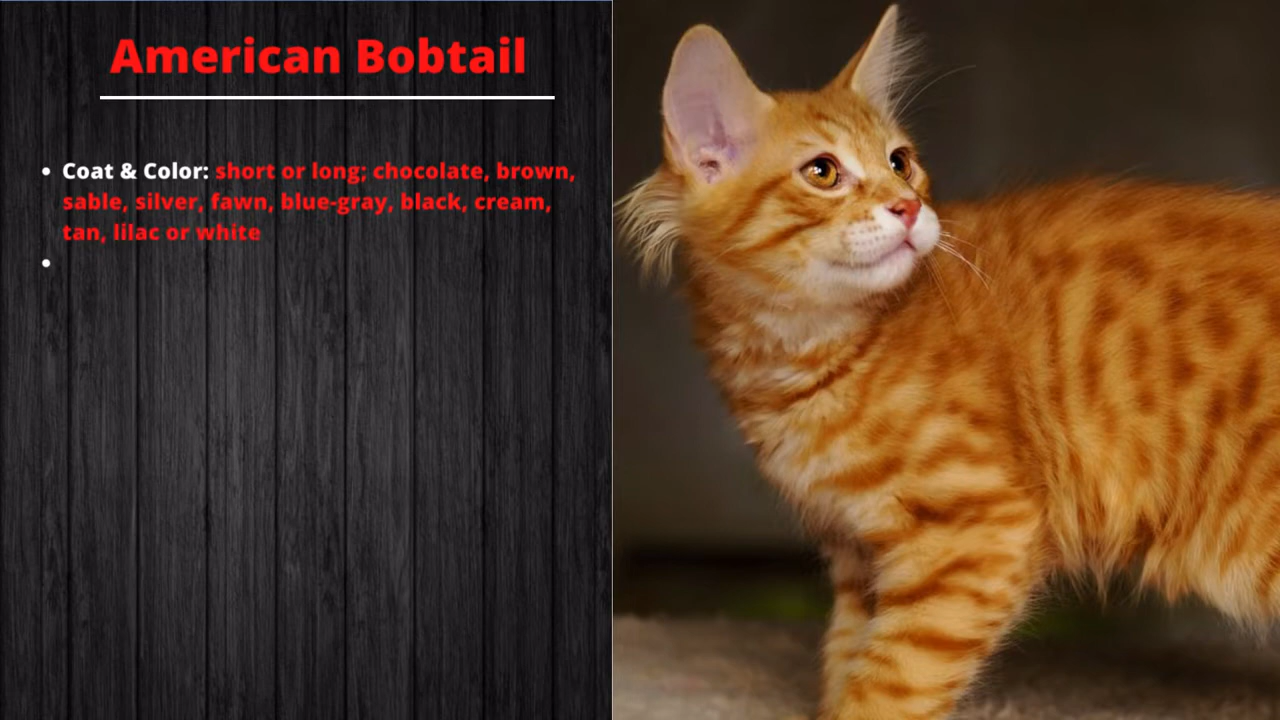 American Bobtail
• Coat & Color: short or long; chocolate, brown,
sable, silver, fawn, blue-gray, black, cream,
tan, lilac or white
•